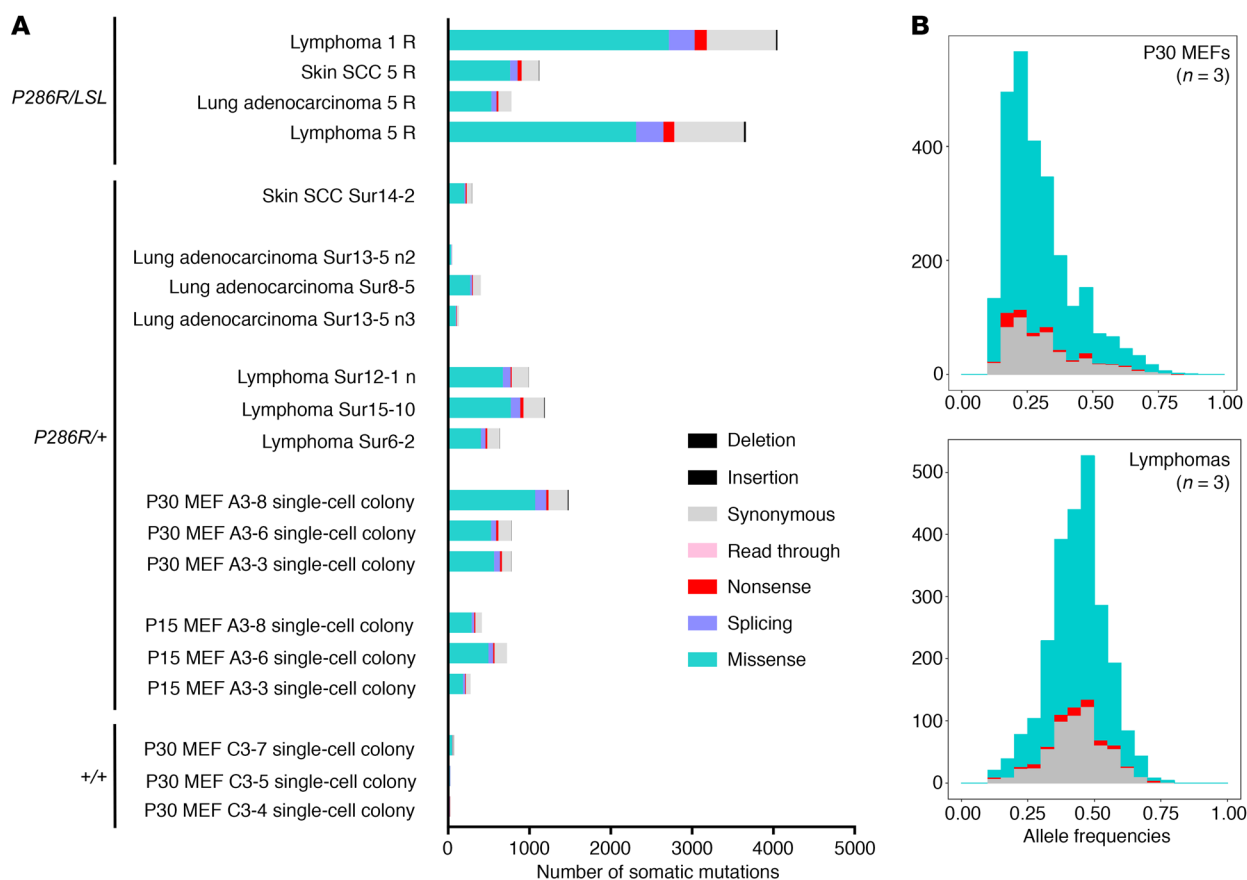 A
P286R/LSL
Lymphoma 1 R
Skin SCC 5 R
Lung adenocarcinoma 5 R
Lymphoma 5 R
P286R/+
Skin SCC Sur14-2
Lung adenocarcinoma Sur13-5 n2
Lung adenocarcinoma Sur8-5
Lung adenocarcinoma Sur13-5 n3
Lymphoma Sur12-1 n
Lymphoma Sur15-10
Lymphoma Sur6-2
P30 MEF A3-8 single-cell colony
P30 MEF A3-6 single-cell colony
P30 MEF A3-3 single-cell colony
P15 MEF A3-8 single-cell colony
P15 MEF A3-6 single-cell colony
P15 MEF A3-3 single-cell colony
+/+
P30 MEF C3-7 single-cell colony
P30 MEF C3-5 single-cell colony
P30 MEF C3-4 single-cell colony
Deletion
Insertion
Synonymous
Read through
Nonsense
Splicing
Missense
0 1000 2000 3000 4000 5000
Number of somatic mutations
B
P30 MEFs
(n = 3)
400
200
0
0.00 0.25 0.50 0.75 1.00
Lymphomas
(n = 3)
500
400
300
200
100
0
0.00 0.25 0.50 0.75 1.00
Allele frequencies